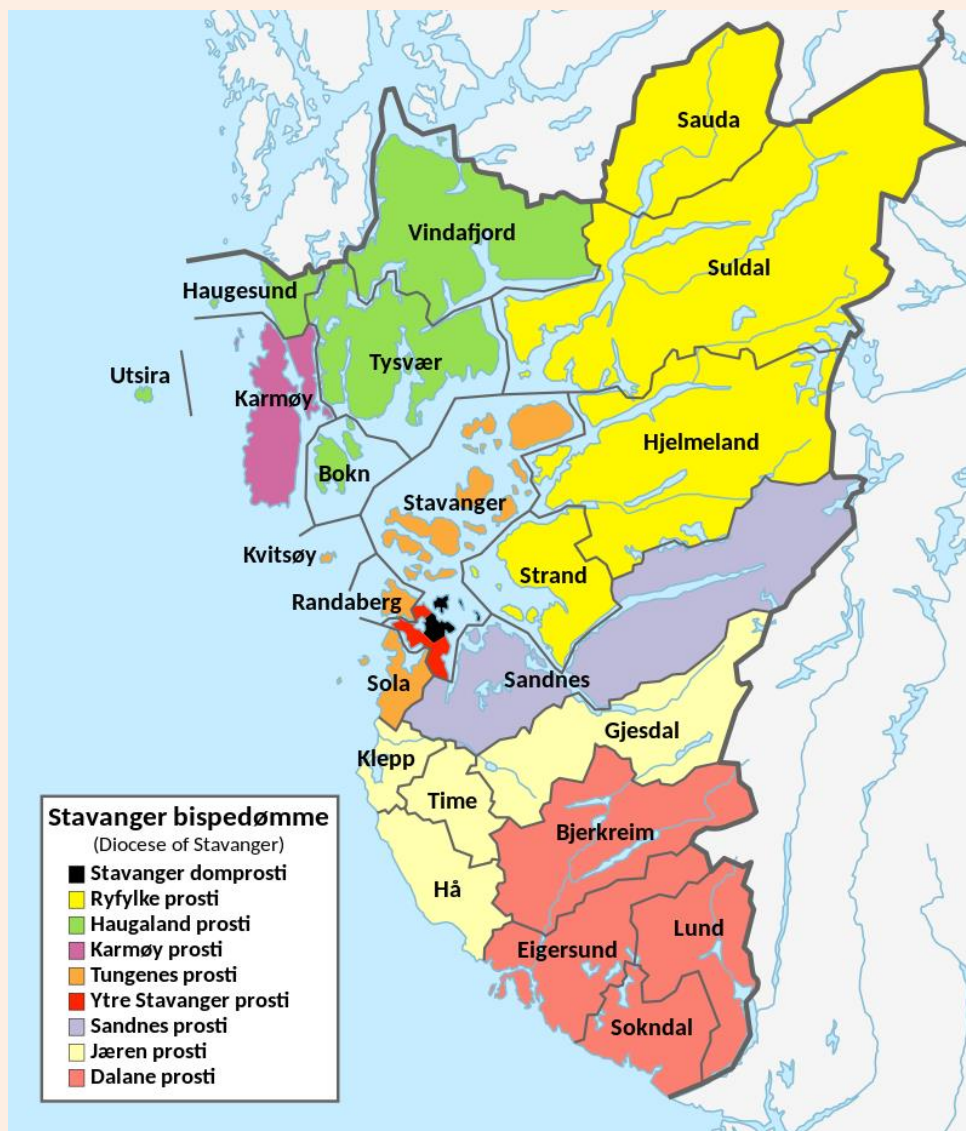 Sauda
Vindafjord
Suldal
Haugesund
Tysvær
Utsira
Karmøy
Hjelmeland
Bokn
Stavanger
Kvitsøy
Strand
Randaberg
Sandnes
Sola
Gjesdal
Klepp
Time
Bjerkreim
Hå
Lund
Eigersund
Sokndal
Stavanger bispedømme
(Diocese of Stavanger)
Stavanger domprosti
Ryfylke prosti
Haugaland prosti
Karmøy prosti
Tungenes prosti
Ytre Stavanger prosti
Sandnes prosti
Jæren prosti
Dalane prosti